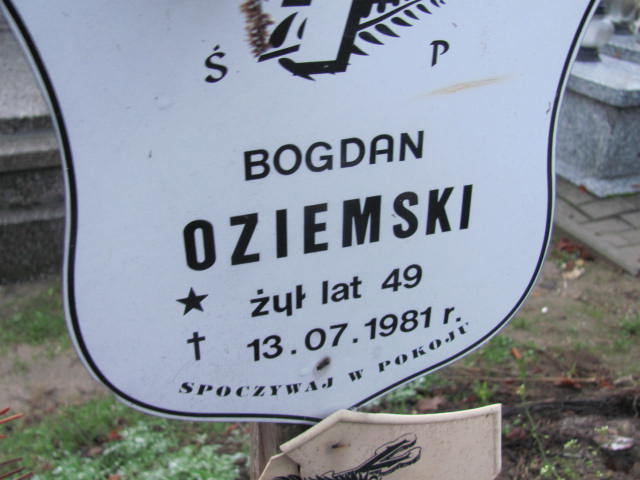 Ś P
BOGDAN
OZIEMSKI
★ żył lat 49
† 13.07.1981 r.
SPOCZYWAJ W POKOJU